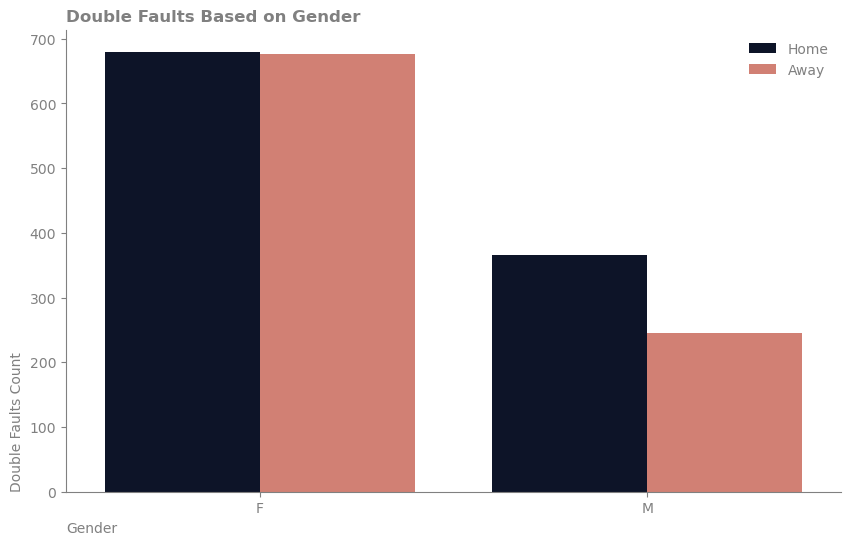 Double Faults Based on Gender
Home
Away
700
600
500
400
300
200
100
0
Double Faults Count
F
M
Gender